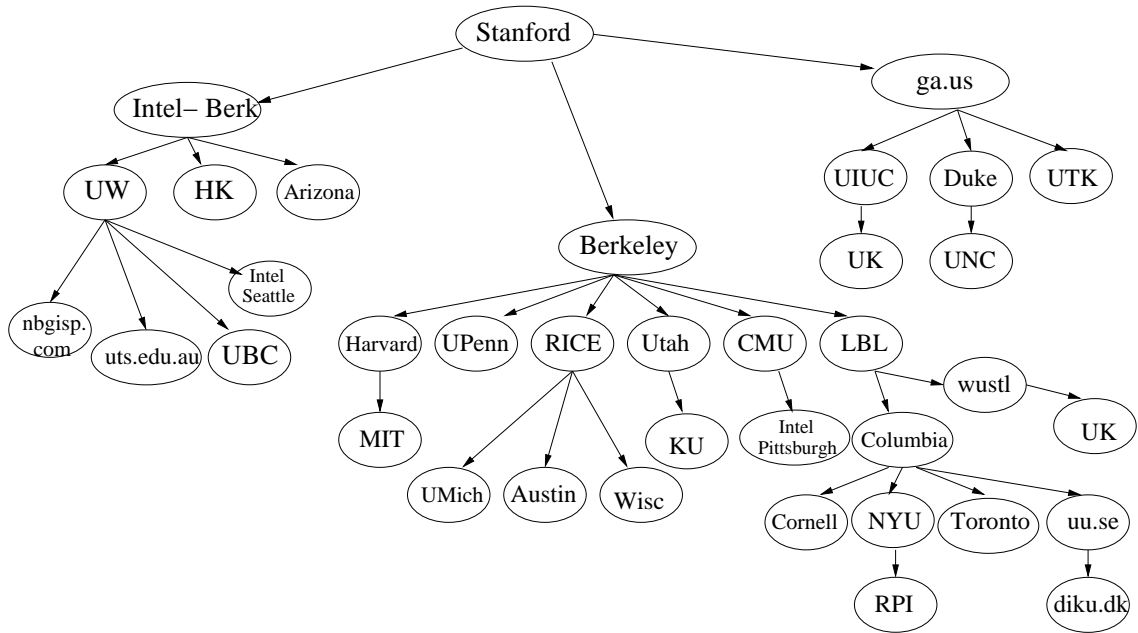 Stanford
ga.us
Intel– Berk
UW
HK
Arizona
UIUC
Duke
UTK
Berkeley
UK
UNC
Intel
Seattle
nbgisp.
com
uts.edu.au
UBC
Harvard
UPenn
RICE
Utah
CMU
LBL
wustl
MIT
KU
Intel
Pittsburgh
Columbia
UK
UMich
Austin
Wisc
Cornell
NYU
Toronto
uu.se
RPI
diku.dk